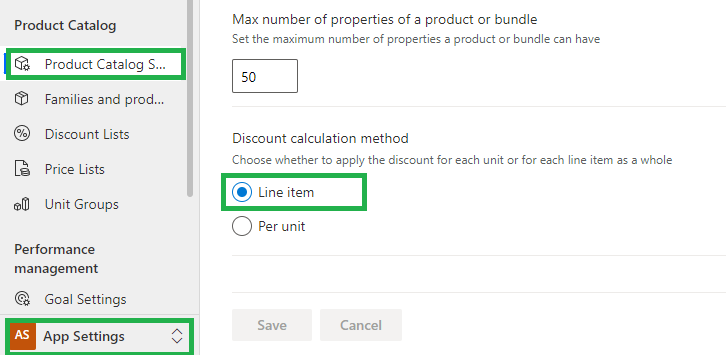 Product Catalog
Product Catalog S...
Families and prod...
Discount Lists
Price Lists
Unit Groups
Performance
management
Goal Settings
AS App Settings
Max number of properties of a product or bundle
Set the maximum number of properties a product or bundle can have
50
Discount calculation method
Choose whether to apply the discount for each unit or for each line item as a whole
Line item
Per unit
Save Cancel